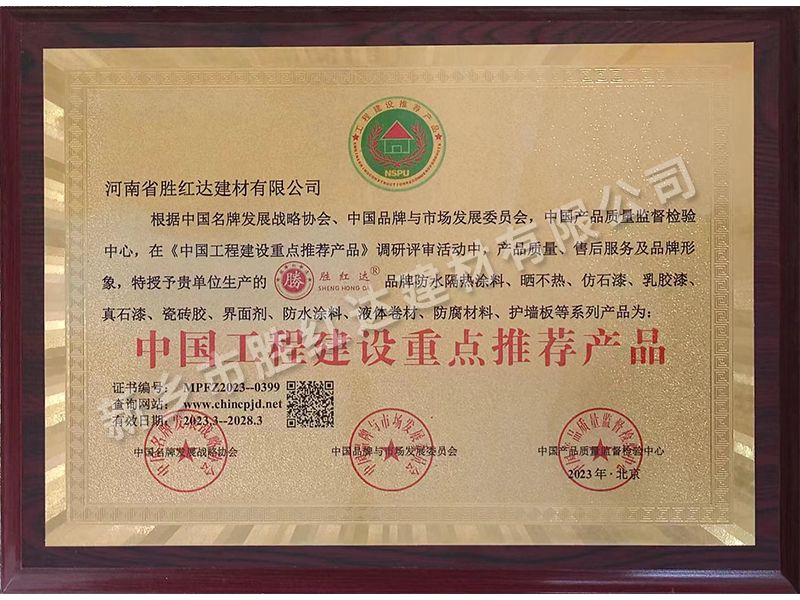 工程建设推荐产品
NSPU
河南省胜红达建材有限公司
根据中国名牌发展战略协会、中国品牌与市场发展委员会，中国产品质量监督检验
中心，在《中国工程建设重点推荐产品》调研评审活动中，产品质量、售后服务及品牌形
象，特授予贵单位生产的 勝 胜红达® 品牌防水隔热涂料、晒不热、仿石漆、乳胶漆、
SHENG HONG DA
真石漆、瓷砖胶、界面剂、防水涂料、液体卷材、防腐材料、护墙板等系列产品为：
中国工程建设重点推荐产品
证书编号： MPFZ2023--0399
查询网站： www.chincpjd.net
有效日期：2023.3--2028.3
中国名牌发展战略协会 中国品牌与市场发展委员会 中国产品质量监督检验中心
2023年·北京
新乡市胜红达建材有限公司